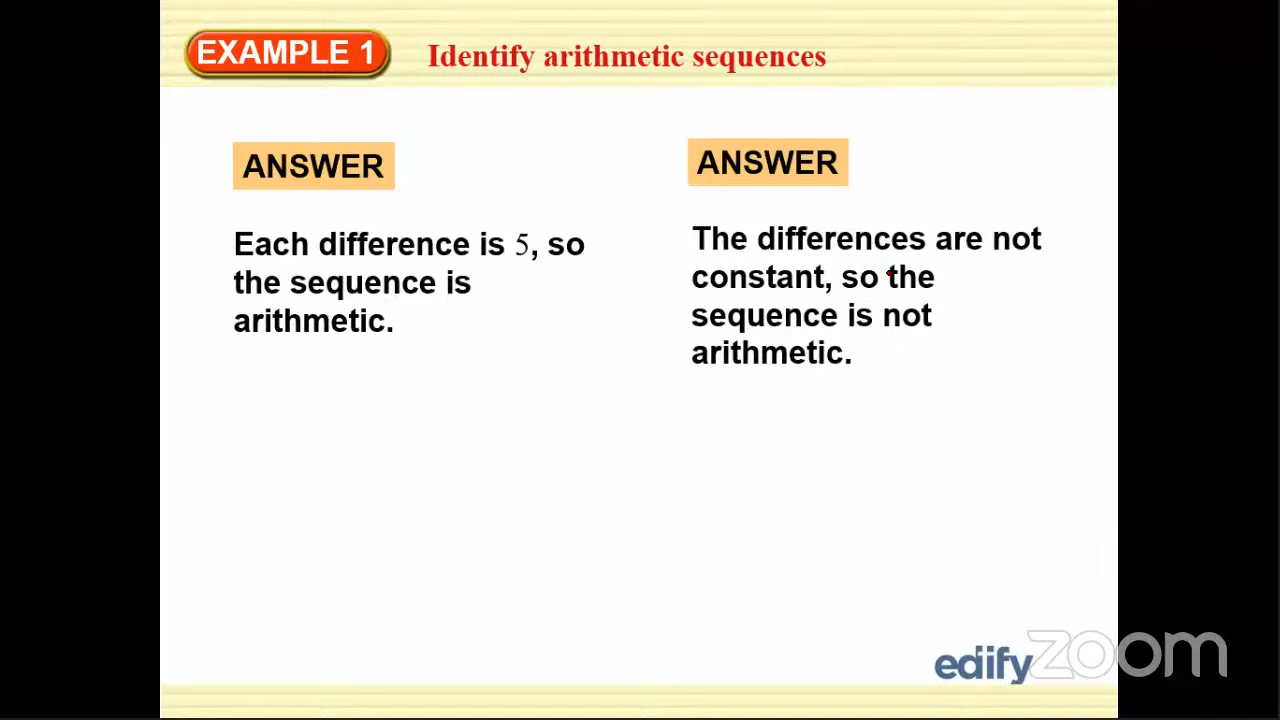 EXAMPLE 1
Identify arithmetic sequences
ANSWER
Each difference is 5, so
the sequence is
arithmetic.
ANSWER
The differences are not
constant, so the
sequence is not
arithmetic.
edify
zoom